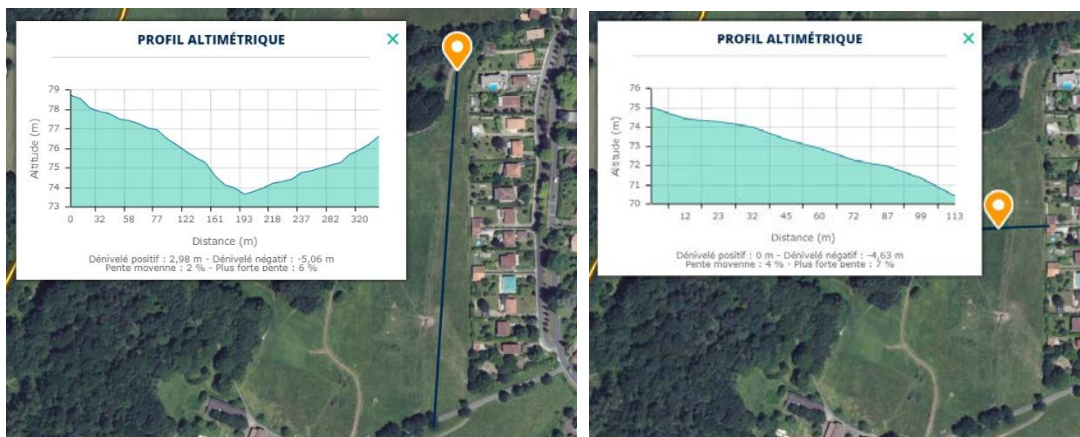 PROFIL ALTIMÉTRIQUE ✕
79
78
77
76
75
74
73
Altitude (m)
0 32 58 77 122 151 193 218 237 282 320
Distance (m)
Dénivelé positif : 2,98 m - Dénivelé négatif : -5,06 m
Pente moyenne : 2 % - Plus forte pente : 6 %
PROFIL ALTIMÉTRIQUE ✕
76
75
74
73
72
71
70
Altitude (m)
12 23 32 45 60 72 87 99 113
Distance (m)
Dénivelé positif : 0 m - Dénivelé négatif : -4,63 m
Pente moyenne : 4 % - Plus forte pente : 7 %